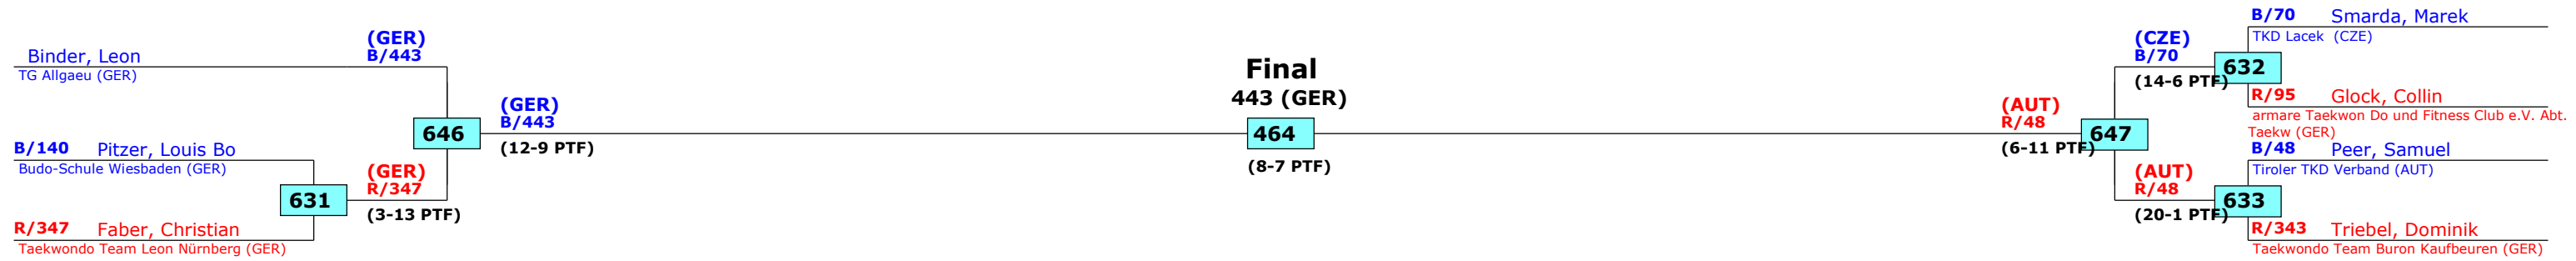 Binder, Leon
TG Allgaeu (GER)
(GER)
B/443
B/140 Pitzer, Louis Bo
Budo-Schule Wiesbaden (GER)
631
R/347 Faber, Christian
Taekwondo Team Leon Nürnberg (GER)
(GER)
R/347
(3-13 PTF)
646
(GER)
B/443
(12-9 PTF)
Final
443 (GER)
464
(8-7 PTF)
(AUT)
R/48
(6-11 PTF)
647
(CZE)
B/70
(14-6 PTF)
632
(AUT)
R/48
(20-1 PTF)
633
B/70 Smarda, Marek
TKD Lacek (CZE)
R/95 Glock, Collin
armare Taekwon Do und Fitness Club e.V. Abt.
Taekw (GER)
B/48 Peer, Samuel
Tiroler TKD Verband (AUT)
R/343 Triebel, Dominik
Taekwondo Team Buron Kaufbeuren (GER)